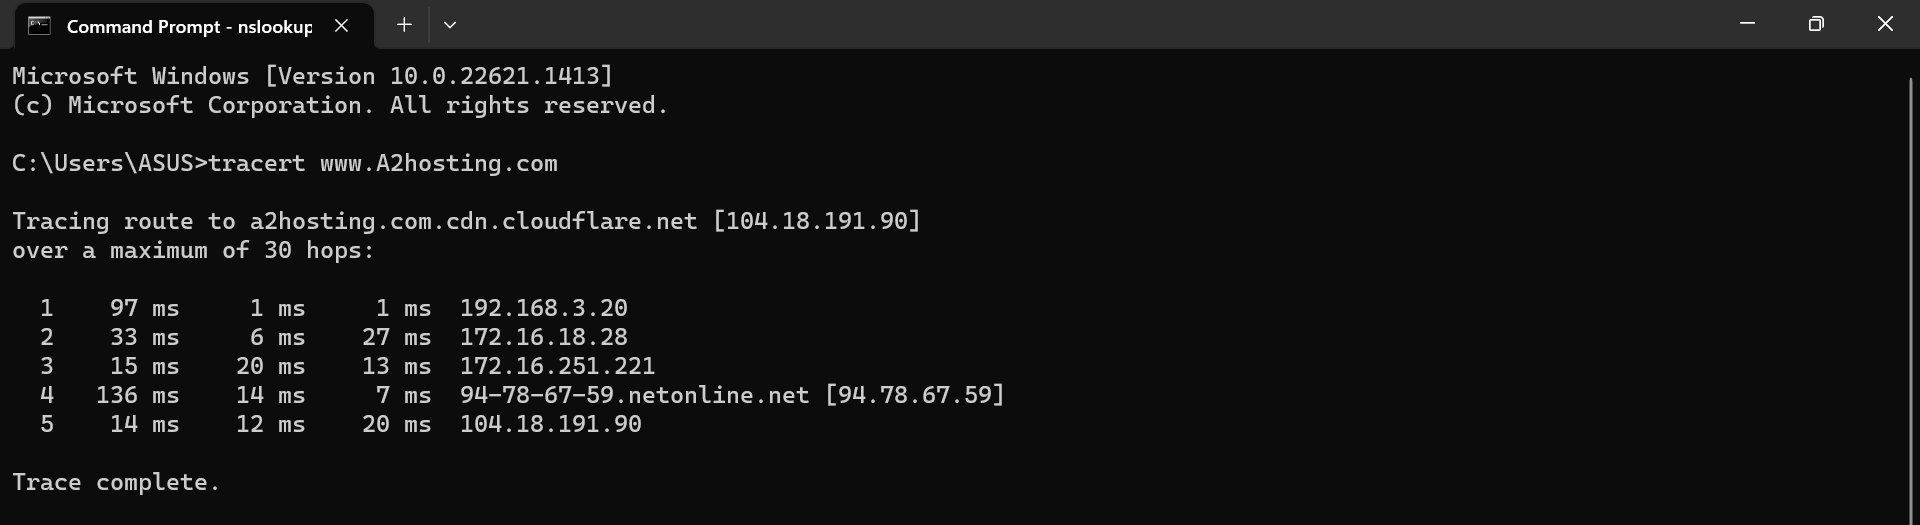 Command Prompt - nslookup
Microsoft Windows [Version 10.0.22621.1413]
(c) Microsoft Corporation. All rights reserved.
C:\Users\ASUS>tracert www.A2hosting.com
Tracing route to a2hosting.com.cdn.cloudflare.net [104.18.191.90]
over a maximum of 30 hops:
1 97 ms 1 ms 1 ms 192.168.3.20
2 33 ms 6 ms 27 ms 172.16.18.28
3 15 ms 20 ms 13 ms 172.16.251.221
4 136 ms 14 ms 7 ms 94-78-67-59.netonline.net [94.78.67.59]
5 14 ms 12 ms 20 ms 104.18.191.90
Trace complete.